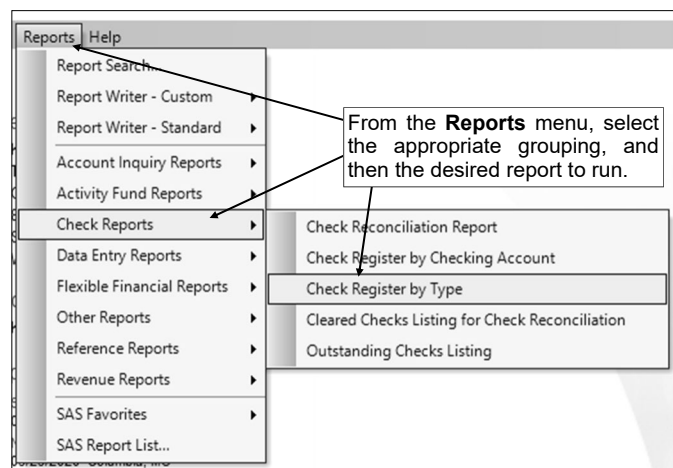 Reports Help
Report Search...
Report Writer - Custom
Report Writer - Standard
Account Inquiry Reports
Activity Fund Reports
Check Reports
Data Entry Reports
Flexible Financial Reports
Other Reports
Reference Reports
Revenue Reports
SAS Favorites
SAS Report List...
From the Reports menu, select
the appropriate grouping, and
then the desired report to run.
Check Reconciliation Report
Check Register by Checking Account
Check Register by Type
Cleared Checks Listing for Check Reconciliation
Outstanding Checks Listing